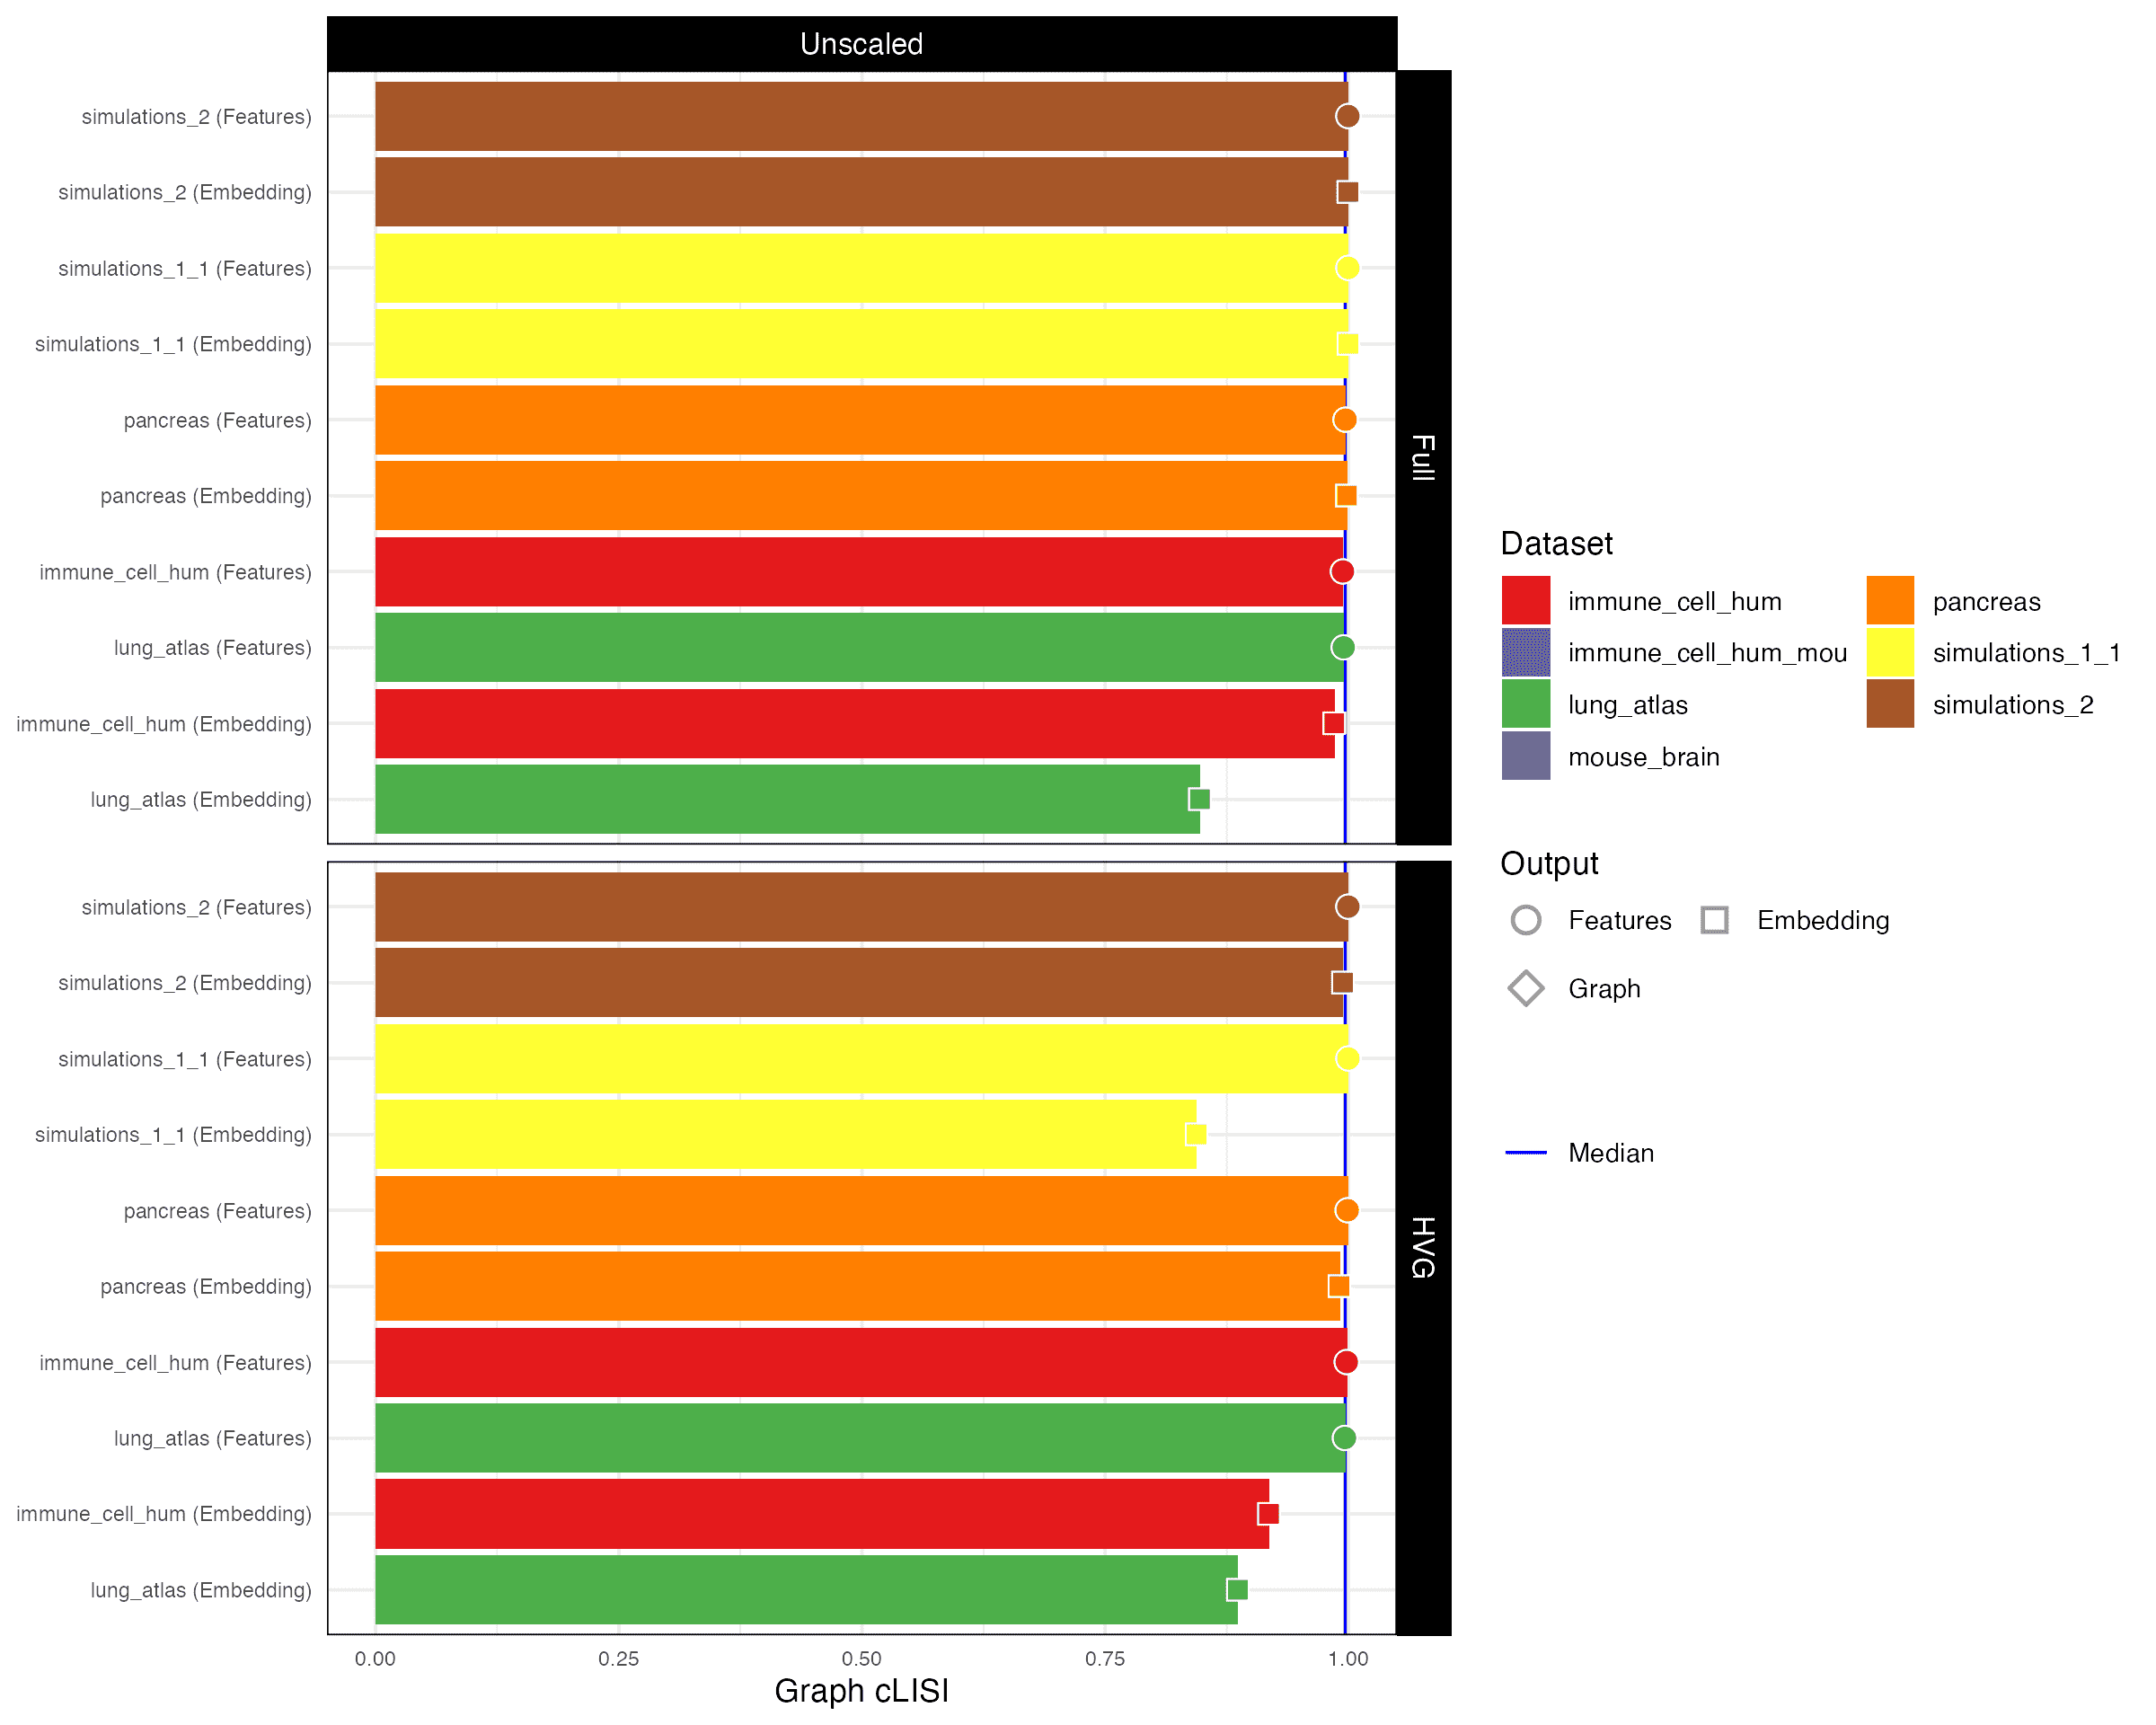 Unscaled
simulations_2 (Features)
simulations_2 (Embedding)
simulations_1_1 (Features)
simulations_1_1 (Embedding)
pancreas (Features)
pancreas (Embedding)
immune_cell_hum (Features)
lung_atlas (Features)
immune_cell_hum (Embedding)
lung_atlas (Embedding)
Full
simulations_2 (Features)
simulations_2 (Embedding)
simulations_1_1 (Features)
simulations_1_1 (Embedding)
pancreas (Features)
pancreas (Embedding)
immune_cell_hum (Features)
lung_atlas (Features)
immune_cell_hum (Embedding)
lung_atlas (Embedding)
HVG
0.00 0.25 0.50 0.75 1.00
Graph cLISI
Dataset
immune_cell_hum pancreas
immune_cell_hum_mou simulations_1_1
lung_atlas simulations_2
mouse_brain
Output
Features Embedding
Graph
Median